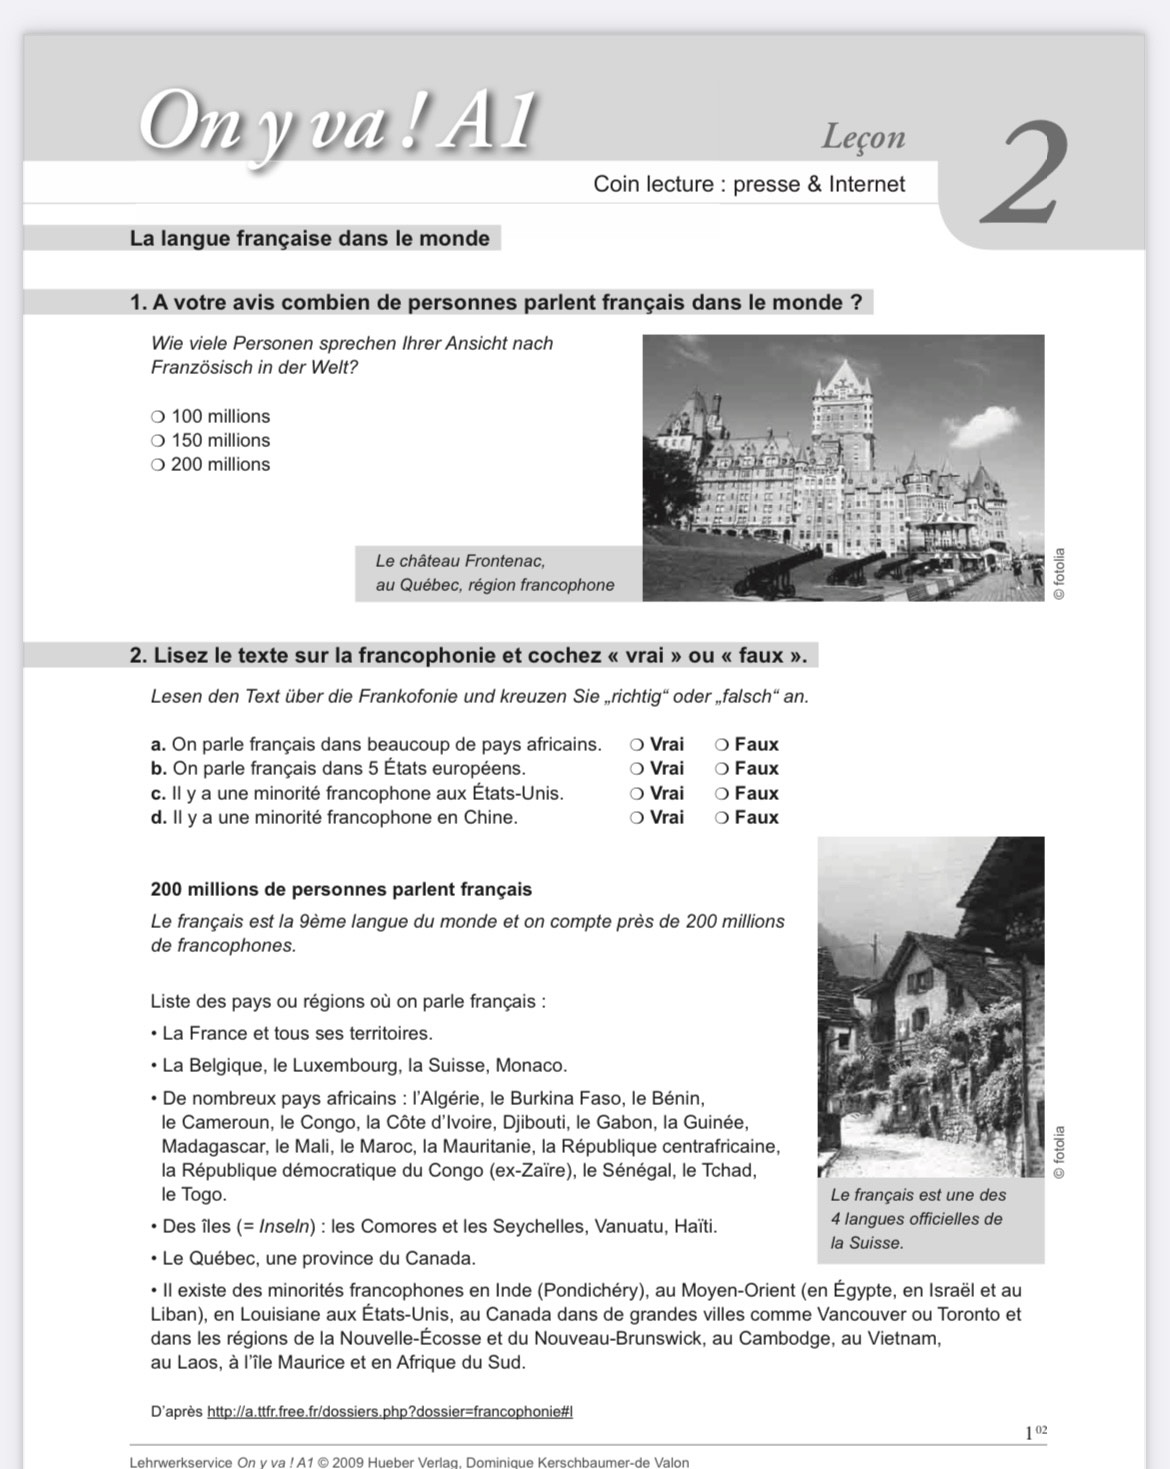 On y va ! A1
Leçon
2
Coin lecture : presse & Internet
La langue française dans le monde
1. A votre avis combien de personnes parlent français dans le monde ?
Wie viele Personen sprechen Ihrer Ansicht nach
Französisch in der Welt?
❍ 100 millions
❍ 150 millions
❍ 200 millions
Le château Frontenac,
au Québec, région francophone
© fotolia
2. Lisez le texte sur la francophonie et cochez « vrai » ou « faux ».
Lesen den Text über die Frankofonie und kreuzen Sie „richtig“ oder „falsch“ an.
a. On parle français dans beaucoup de pays africains. ❍ Vrai ❍ Faux
b. On parle français dans 5 États européens. ❍ Vrai ❍ Faux
c. Il y a une minorité francophone aux États-Unis. ❍ Vrai ❍ Faux
d. Il y a une minorité francophone en Chine. ❍ Vrai ❍ Faux
200 millions de personnes parlent français
Le français est la 9ème langue du monde et on compte près de 200 millions
de francophones.
Liste des pays ou régions où on parle français :
• La France et tous ses territoires.
• La Belgique, le Luxembourg, la Suisse, Monaco.
• De nombreux pays africains : l’Algérie, le Burkina Faso, le Bénin,
le Cameroun, le Congo, la Côte d’Ivoire, Djibouti, le Gabon, la Guinée,
Madagascar, le Mali, le Maroc, la Mauritanie, la République centrafricaine,
la République démocratique du Congo (ex-Zaïre), le Sénégal, le Tchad,
le Togo.
• Des îles (= Inseln) : les Comores et les Seychelles, Vanuatu, Haïti.
• Le Québec, une province du Canada.
© fotolia
Le français est une des
4 langues officielles de
la Suisse.
• Il existe des minorités francophones en Inde (Pondichéry), au Moyen-Orient (en Égypte, en Israël et au
Liban), en Louisiane aux États-Unis, au Canada dans de grandes villes comme Vancouver ou Toronto et
dans les régions de la Nouvelle-Écosse et du Nouveau-Brunswick, au Cambodge, au Vietnam,
au Laos, à l’île Maurice et en Afrique du Sud.
D’après http://a.ttfr.free.fr/dossiers.php?dossier=francophonie#l
1 02
Lehrwerkservice On y va ! A1 © 2009 Hueber Verlag, Dominique Kerschbaumer-de Valon